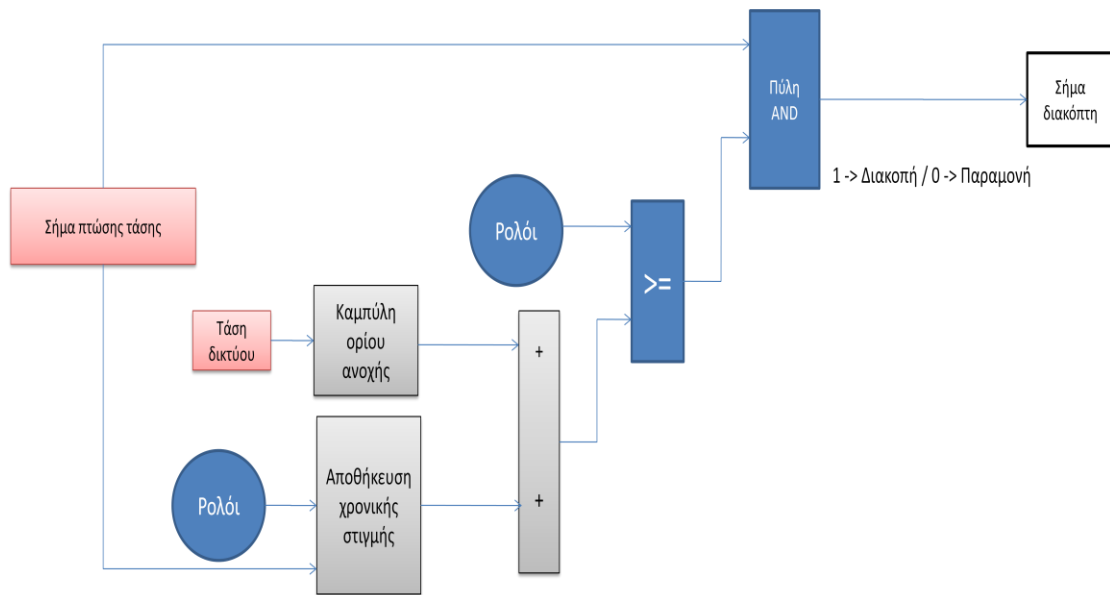 Πύλη
AND
Σήμα
διακόπτη
1 -> Διακοπή / 0 -> Παραμονή
Σήμα πτώσης τάσης
Ρολόι
>=
Τάση
δικτύου
Καμπύλη
ορίου
ανοχής
+
Ρολόι
Αποθήκευση
χρονικής
στιγμής
+